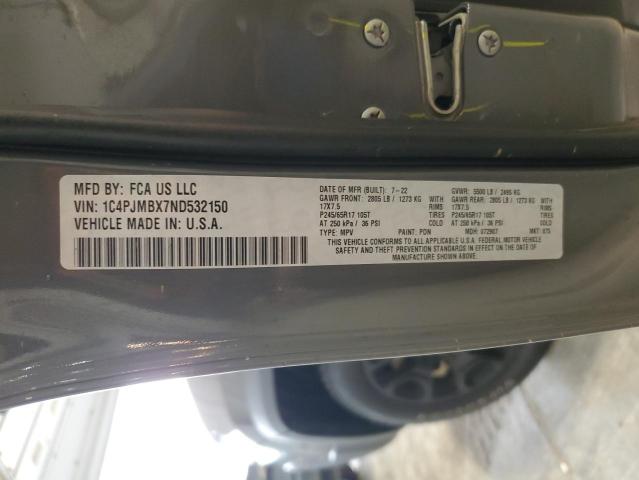 MFD BY: FCA US LLC
VIN: 1C4PJMBX7ND532150
VEHICLE MADE IN: U.S.A.
DATE OF MFR (BUILT): 7-22 GVWR: 5500 LB / 2495 KG
GAWR FRONT: 2805 LB / 1273 KG GAWR REAR: 2805 LB / 1273 KG
17X7.5 RIMS 17X7.5 RIMS
P245/65R17 105T TIRES P245/65R17 105T TIRES
AT 250 kPa / 36 PSI COLD AT 250 kPa / 36 PSI COLD
TYPE: MPV PAINT: PDN MDH: 072907 MKT: 875
THIS VEHICLE CONFORMS TO ALL APPLICABLE U.S.A. FEDERAL MOTOR VEHICLE
SAFETY AND THEFT PREVENTION STANDARDS IN EFFECT ON THE DATE OF
MANUFACTURE SHOWN ABOVE.